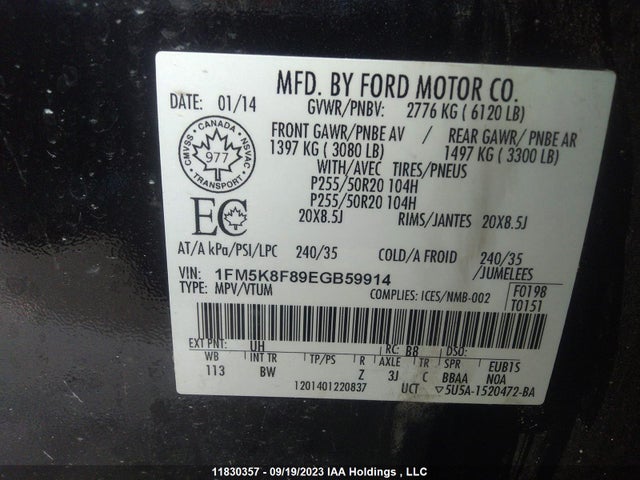 MFD. BY FORD MOTOR CO.
DATE: 01/14 GVWR/PNBV: 2776 KG ( 6120 LB)
FRONT GAWR/PNBE AV / REAR GAWR/ PNBE AR
1397 KG ( 3080 LB) 1497 KG ( 3300 LB)
WITH/AVEC TIRES/PNEUS
P255/50R20 104H
P255/50R20 104H
20X8.5J RIMS/JANTES 20X8.5J
CANADA
CMVSS NSVAC
977
TRANSPORT
EC
AT/A kPa/PSI/LPC 240/35 COLD/A FROID 240/35
/JUMELEES
VIN: 1FM5K8F89EGB59914
TYPE: MPV/VTUM COMPLIES: ICES/NMB-002
F0198
T0151
EXT PNT: UH RC: B8 DSO:
WB INT TR TP/PS R AXLE TR SPR EUB1S
113 BW Z 3J C BBAA NOA
1201401220837 UCT ▽5U5A-1520472-BA
11830357 - 09/19/2023 IAA Holdings , LLC